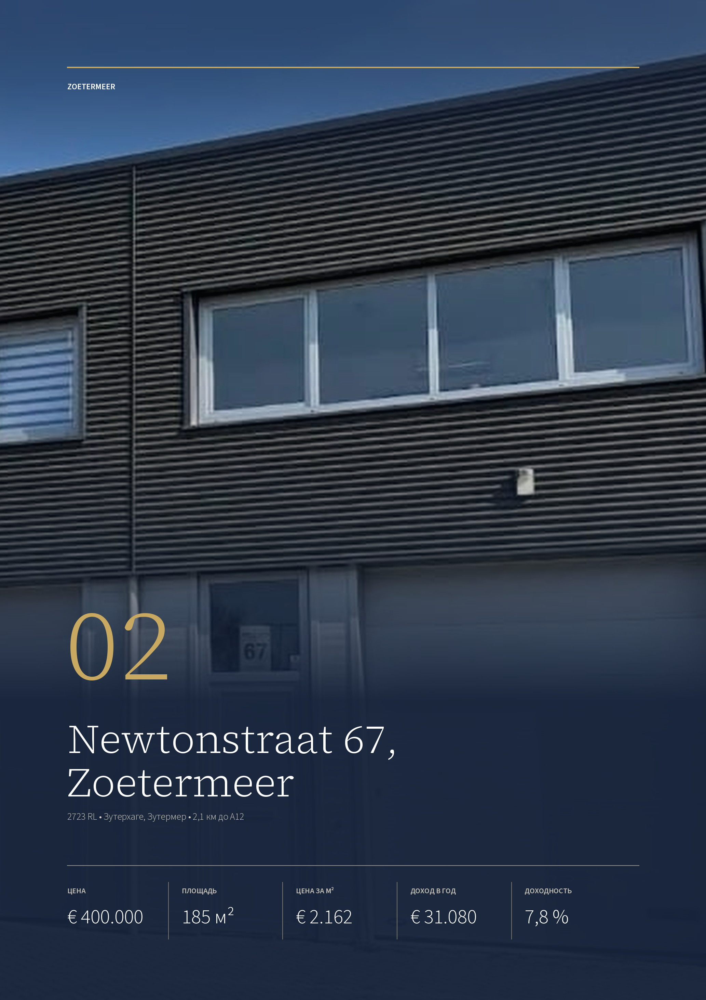 ZOETERMEER
67
02
Newtonstraat 67,
Zoetermeer
2723 RL • Зутерхаге, Зутермер • 2,1 км до A12
ЦЕНА
€ 400.000
ПЛОЩАДЬ
185 м²
ЦЕНА ЗА М²
€ 2.162
ДОХОД В ГОД
€ 31.080
ДОХОДНОСТЬ
7,8 %